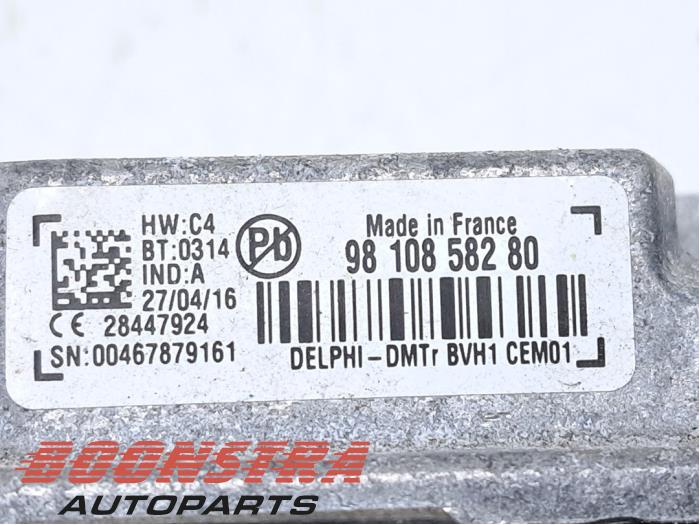 HW:C4
BT:0314
IND:A
27/04/16
CE 28447924
SN:00467879161
Pb
Made in France
98 108 582 80
DELPHI-DMTr BVH1 CEM01
BOONSTRA
AUTOPARTS